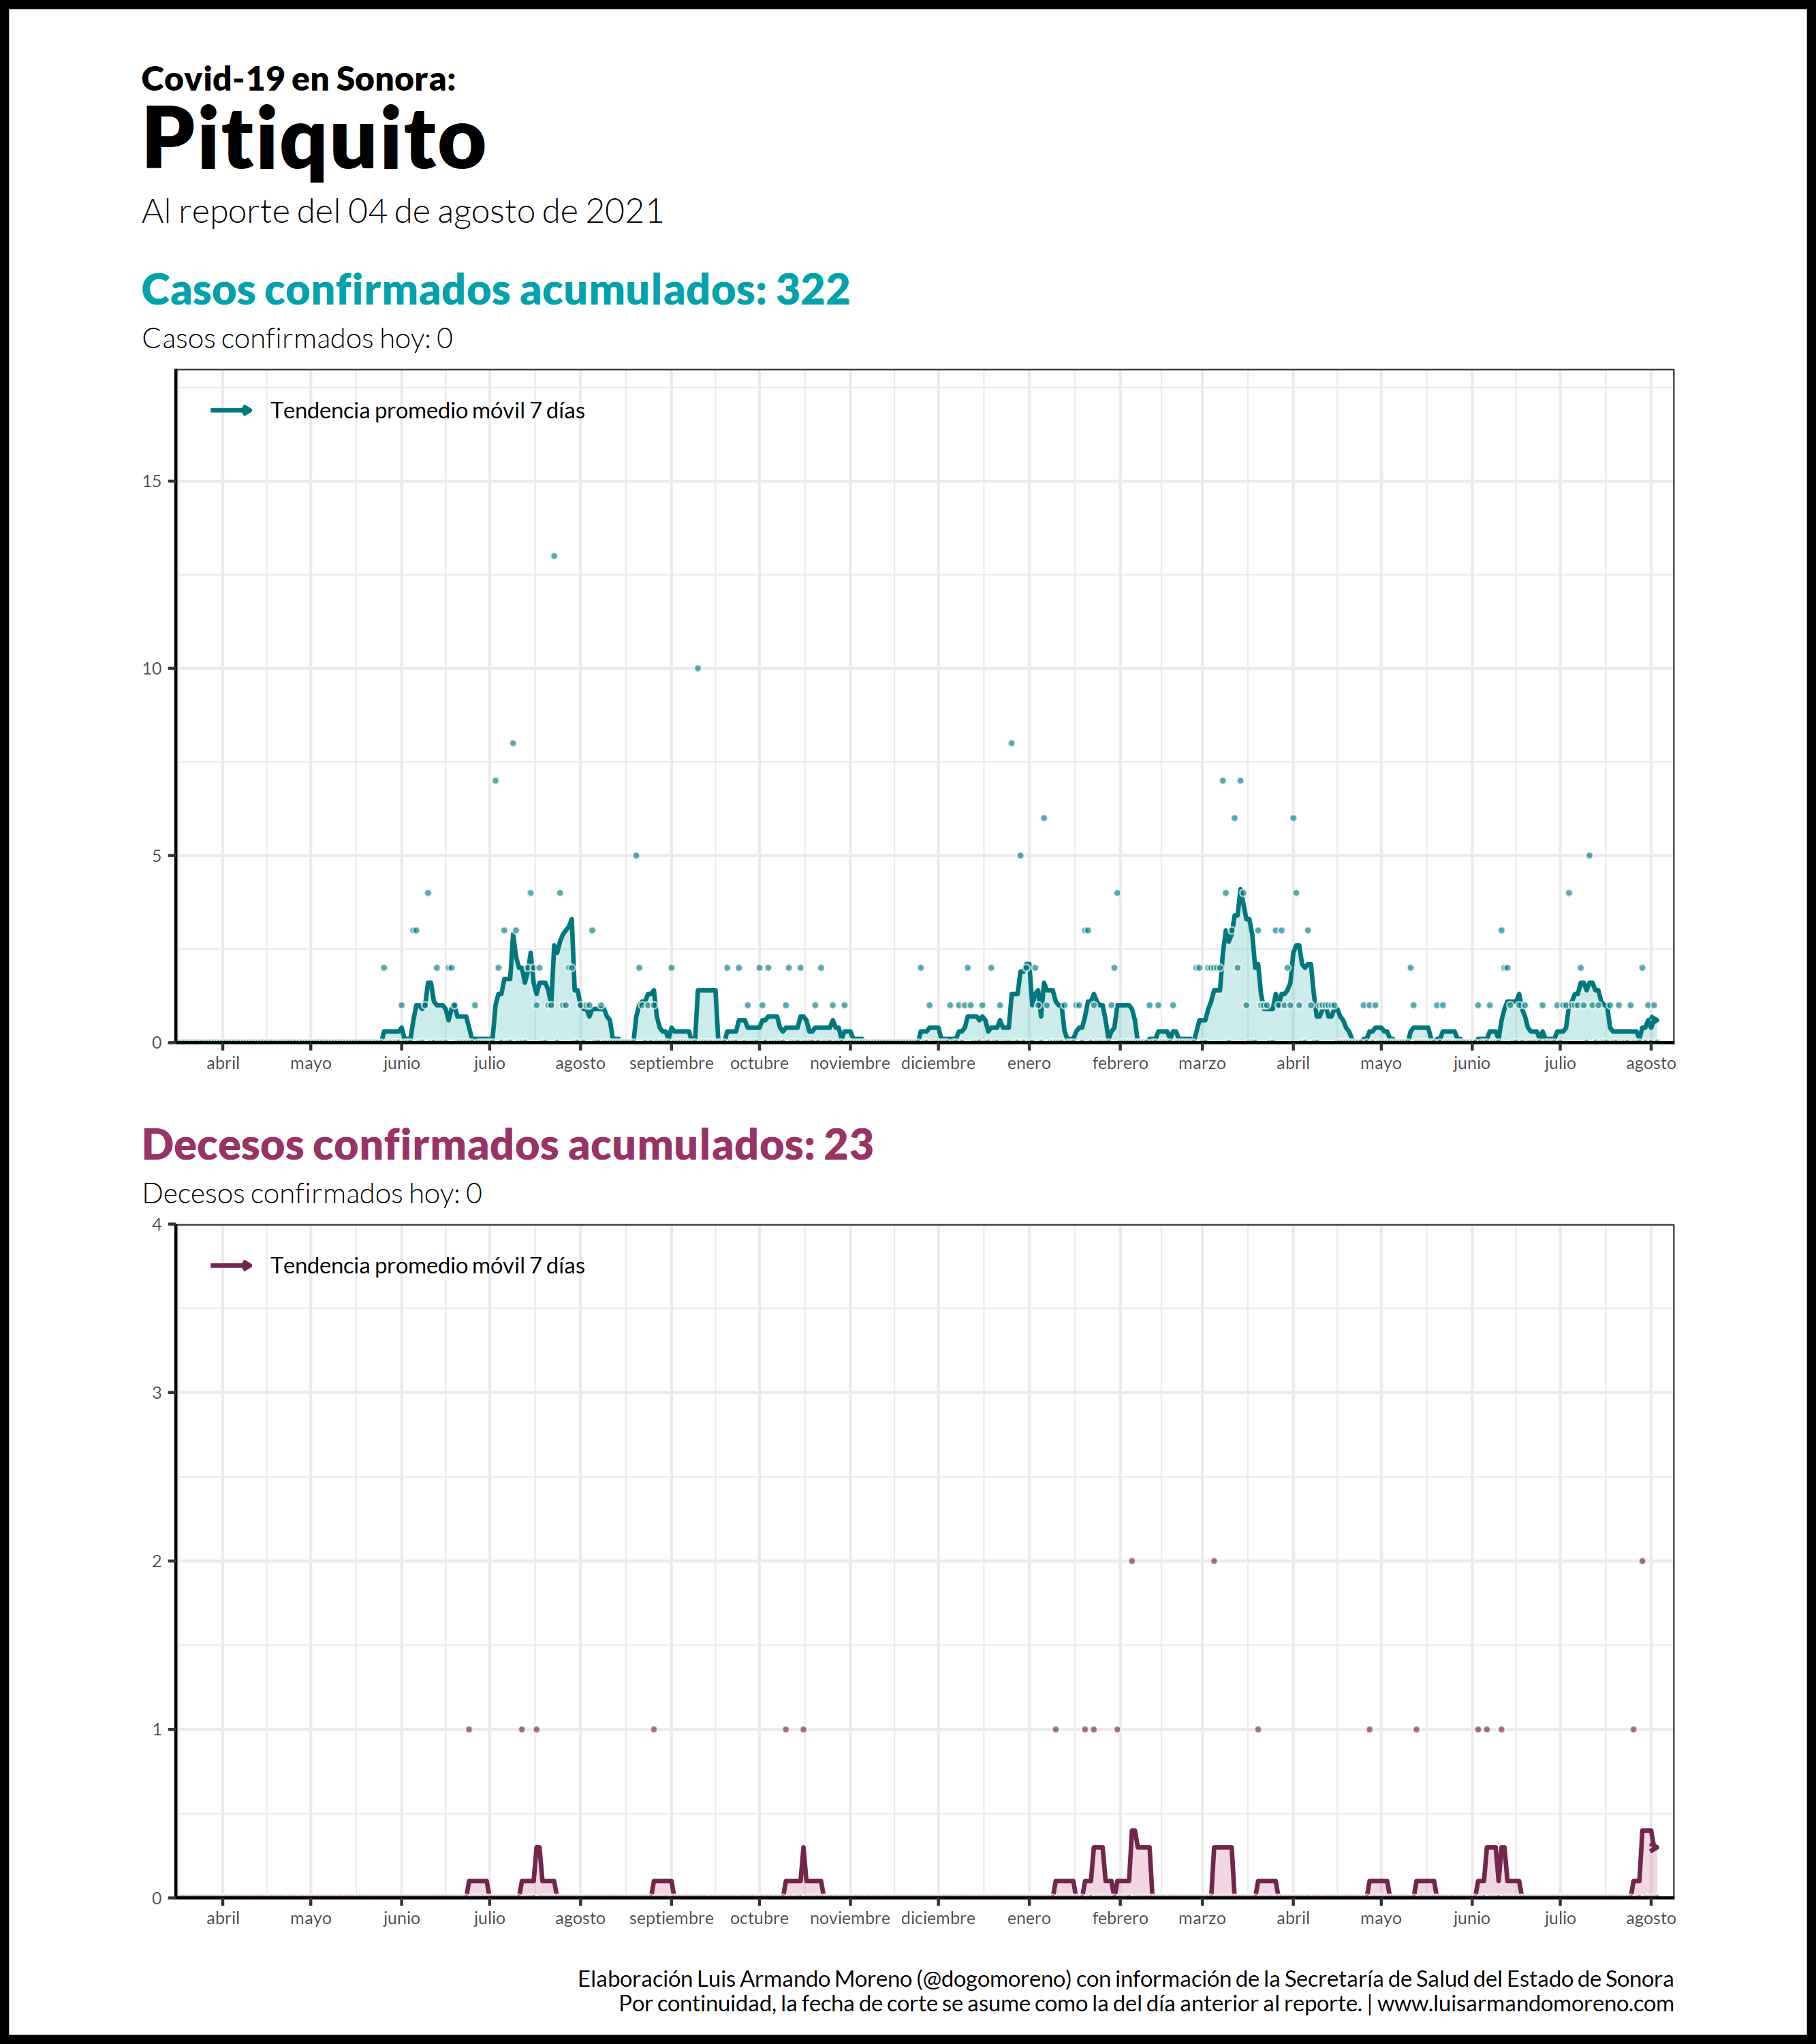 Covid-19 en Sonora:
Pitiquito
Al reporte del 04 de agosto de 2021
Casos confirmados acumulados: 322
Casos confirmados hoy: 0
Tendencia promedio móvil 7 días
15
10
5
0
abril mayo junio julio agosto septiembre octubre noviembre diciembre enero febrero marzo abril mayo junio julio agosto
Decesos confirmados acumulados: 23
Decesos confirmados hoy: 0
4
Tendencia promedio móvil 7 días
3
2
1
0
abril mayo junio julio agosto septiembre octubre noviembre diciembre enero febrero marzo abril mayo junio julio agosto
Elaboración Luis Armando Moreno (@dogomoreno) con información de la Secretaría de Salud del Estado de Sonora
Por continuidad, la fecha de corte se asume como la del día anterior al reporte. | www.luisarmandomoreno.com